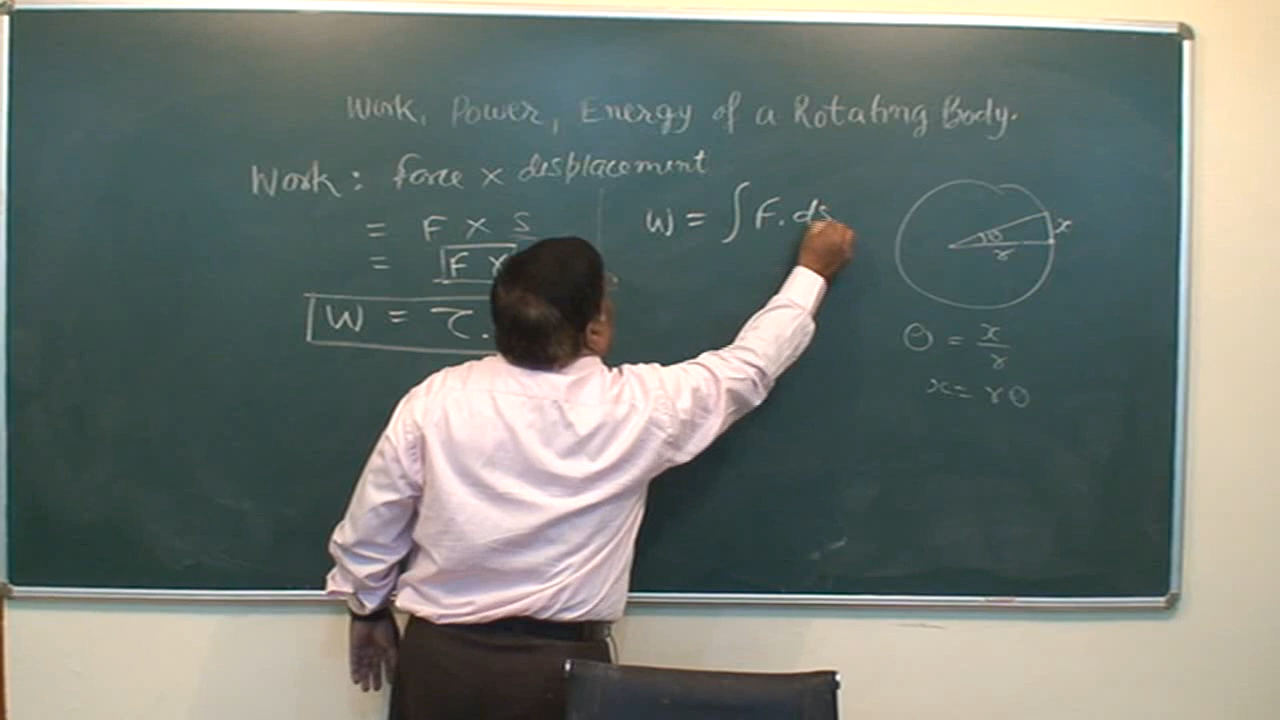 Work, Power, Energy of a Rotating Body.
Work: force × displacement
= F × S
= F ×
W = τ.
W = ∫ F. ds
θ
r
x
θ = x/r
x = rθ